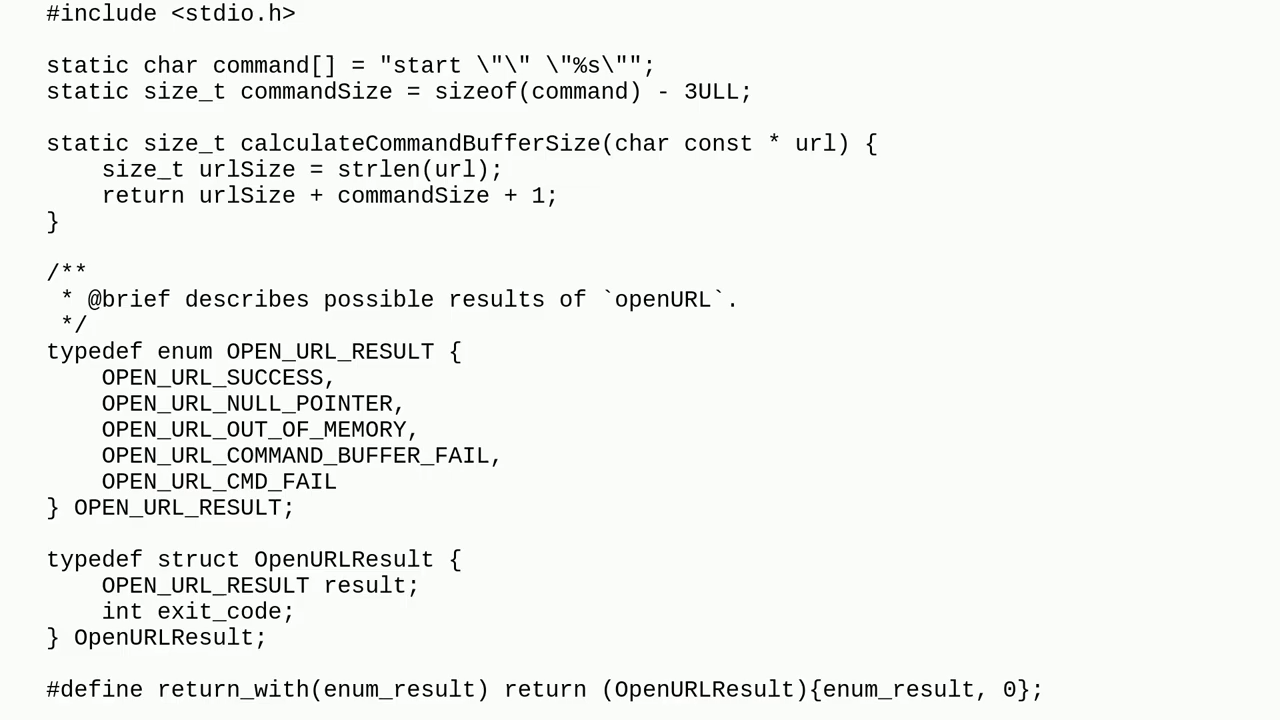 #include <stdio.h>
static char command[] = "start \"\" \"%s\"";
static size_t commandSize = sizeof(command) - 3ULL;
static size_t calculateCommandBufferSize(char const * url) {
    size_t urlSize = strlen(url);
    return urlSize + commandSize + 1;
}
/**
 * @brief describes possible results of `openURL`.
 */
typedef enum OPEN_URL_RESULT {
    OPEN_URL_SUCCESS,
    OPEN_URL_NULL_POINTER,
    OPEN_URL_OUT_OF_MEMORY,
    OPEN_URL_COMMAND_BUFFER_FAIL,
    OPEN_URL_CMD_FAIL
} OPEN_URL_RESULT;
typedef struct OpenURLResult {
    OPEN_URL_RESULT result;
    int exit_code;
} OpenURLResult;
#define return_with(enum_result) return (OpenURLResult){enum_result, 0};